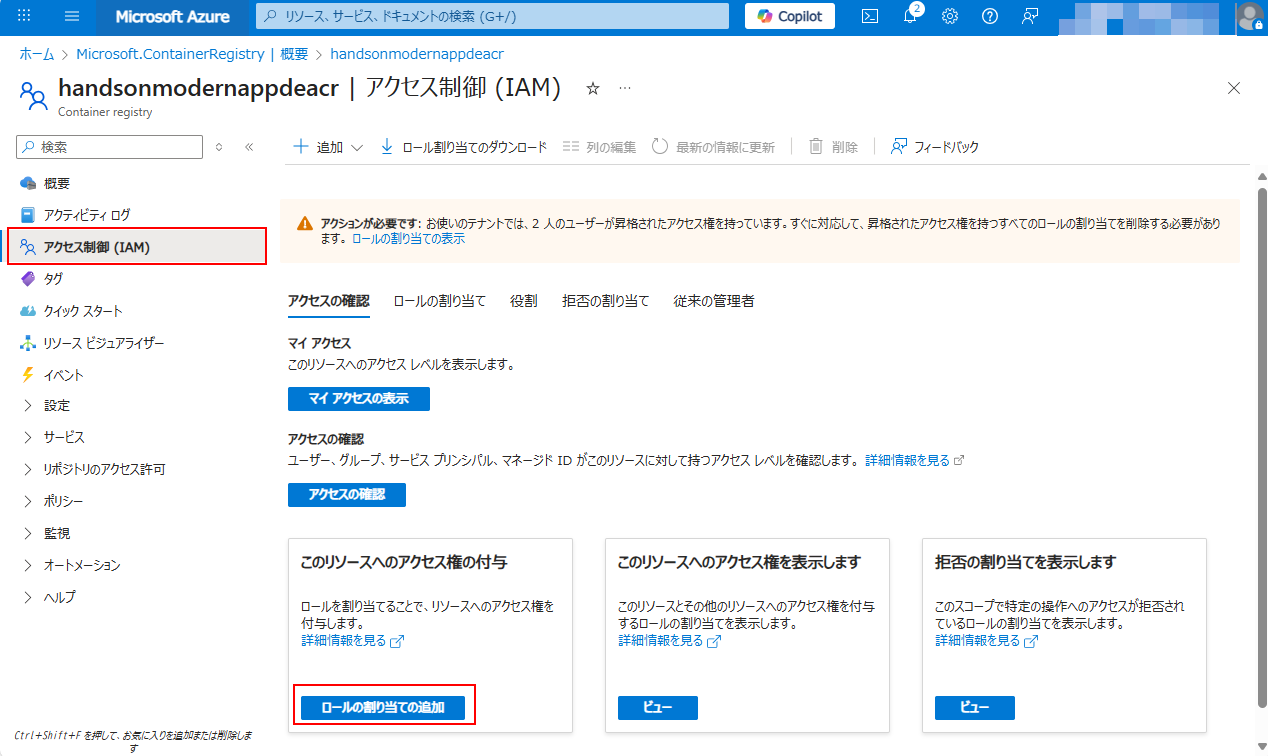 Microsoft Azure
リソース、サービス、ドキュメントの検索 (G+/)
Copilot
2
ホーム > Microsoft.ContainerRegistry | 概要 > handsonmodernappdeacr
handsonmodernappdeacr | アクセス制御 (IAM)
Container registry
検索
追加
ロール割り当てのダウンロード
列の編集
最新の情報に更新
削除
フィードバック
概要
アクティビティ ログ
アクセス制御 (IAM)
タグ
クイック スタート
リソース ビジュアライザー
イベント
設定
サービス
リポジトリのアクセス許可
ポリシー
監視
オートメーション
ヘルプ
Ctrl+Shift+F を押して、お気に入りを追加または削除しま
す
アクションが必要です: お使いのテナントでは、2 人のユーザーが昇格されたアクセス権を持っています。すぐに対応して、昇格されたアクセス権を持つすべてのロールの割り当てを削除する必要があり
ます。 ロールの割り当ての表示
アクセスの確認
ロールの割り当て
役割
拒否の割り当て
従来の管理者
マイ アクセス
このリソースへのアクセス レベルを表示します。
マイ アクセスの表示
アクセスの確認
ユーザー、グループ、サービス プリンシパル、マネージド ID がこのリソースに対して持つアクセス レベルを確認します。 詳細情報を見る
アクセスの確認
このリソースへのアクセス権の付与
ロールを割り当てることで、リソースへのアクセス権を
付与します。
詳細情報を見る
ロールの割り当ての追加
このリソースへのアクセス権を表示します
このリソースとその他のリソースへのアクセス権を付与
するロールの割り当てを表示します。
詳細情報を見る
ビュー
拒否の割り当てを表示します
このスコープで特定の操作へのアクセスが拒否され
ているロールの割り当てを表示します。
詳細情報を見る
ビュー